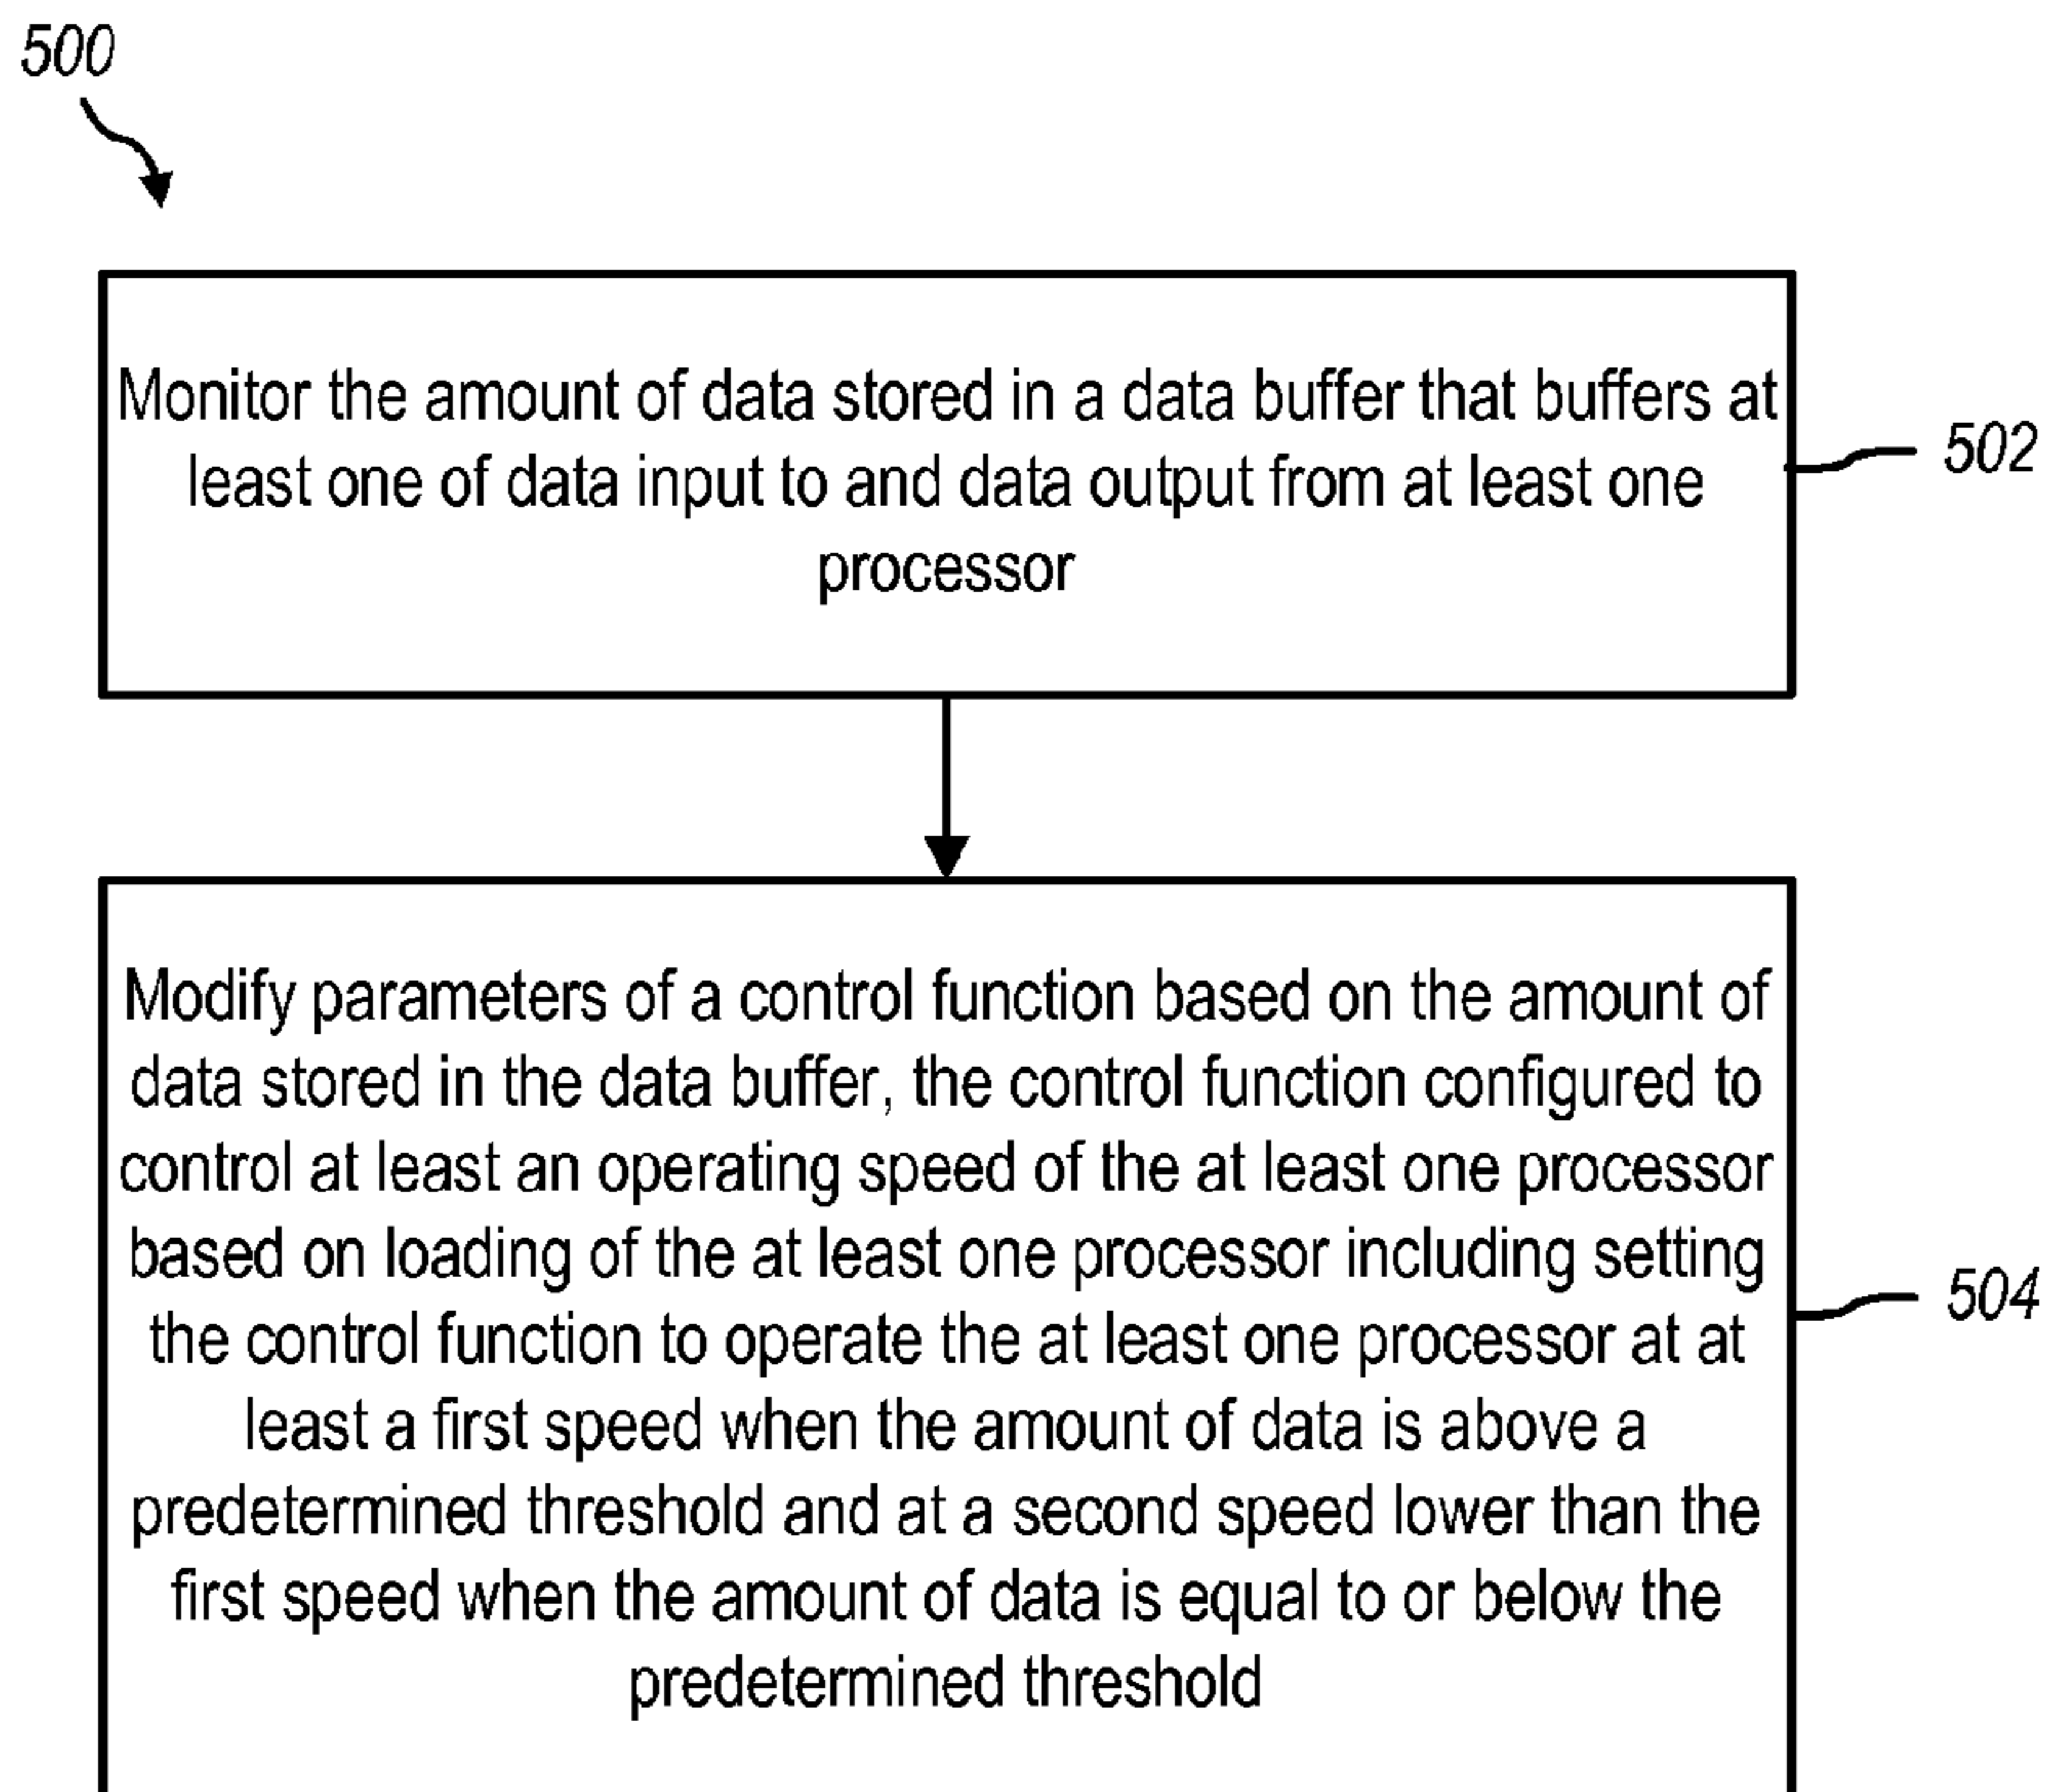 500
Monitor the amount of data stored in a data buffer that buffers at
least one of data input to and data output from at least one
processor
502
Modify parameters of a control function based on the amount of
data stored in the data buffer, the control function configured to
control at least an operating speed of the at least one processor
based on loading of the at least one processor including setting
the control function to operate the at least one processor at at
least a first speed when the amount of data is above a
predetermined threshold and at a second speed lower than the
first speed when the amount of data is equal to or below the
predetermined threshold
504